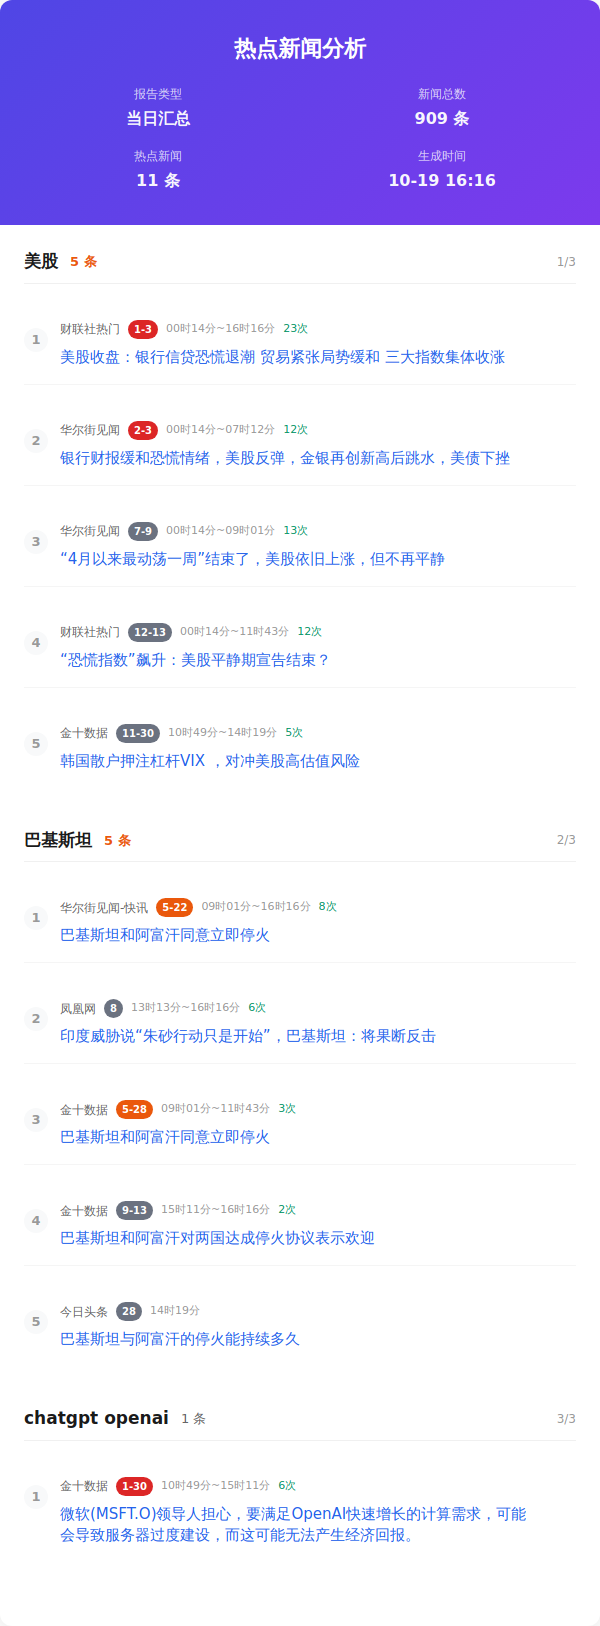 热点新闻分析
报告类型
新闻总数
当日汇总
909 条
热点新闻
生成时间
11 条
10-19 16:16
美股 5 条 1/3
财联社热门 1-3 00时14分~16时16分 23次
1
美股收盘：银行信贷恐慌退潮 贸易紧张局势缓和 三大指数集体收涨
华尔街见闻 2-3 00时14分~07时12分 12次
2
银行财报缓和恐慌情绪，美股反弹，金银再创新高后跳水，美债下挫
华尔街见闻 7-9 00时14分~09时01分 13次
3
“4月以来最动荡一周”结束了，美股依旧上涨，但不再平静
财联社热门 12-13 00时14分~11时43分 12次
4
“恐慌指数”飙升：美股平静期宣告结束？
金十数据 11-30 10时49分~14时19分 5次
5
韩国散户押注杠杆VIX ，对冲美股高估值风险
巴基斯坦 5 条 2/3
华尔街见闻-快讯 5-22 09时01分~16时16分 8次
1
巴基斯坦和阿富汗同意立即停火
凤凰网 8 13时13分~16时16分 6次
2
印度威胁说“朱砂行动只是开始”，巴基斯坦：将果断反击
金十数据 5-28 09时01分~11时43分 3次
3
巴基斯坦和阿富汗同意立即停火
金十数据 9-13 15时11分~16时16分 2次
4
巴基斯坦和阿富汗对两国达成停火协议表示欢迎
今日头条 28 14时19分
5
巴基斯坦与阿富汗的停火能持续多久
chatgpt openai 1 条 3/3
金十数据 1-30 10时49分~15时11分 6次
1
微软(MSFT.O)领导人担心，要满足OpenAI快速增长的计算需求，可能
会导致服务器过度建设，而这可能无法产生经济回报。